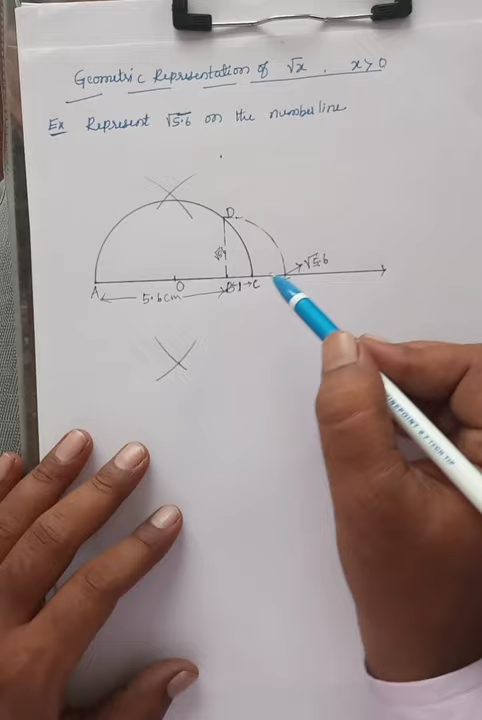 Geometric Representation of √x , x>0
Ex Represent √5.6 on the numberline
D
√5.6
A 5.6cm O B 1 C